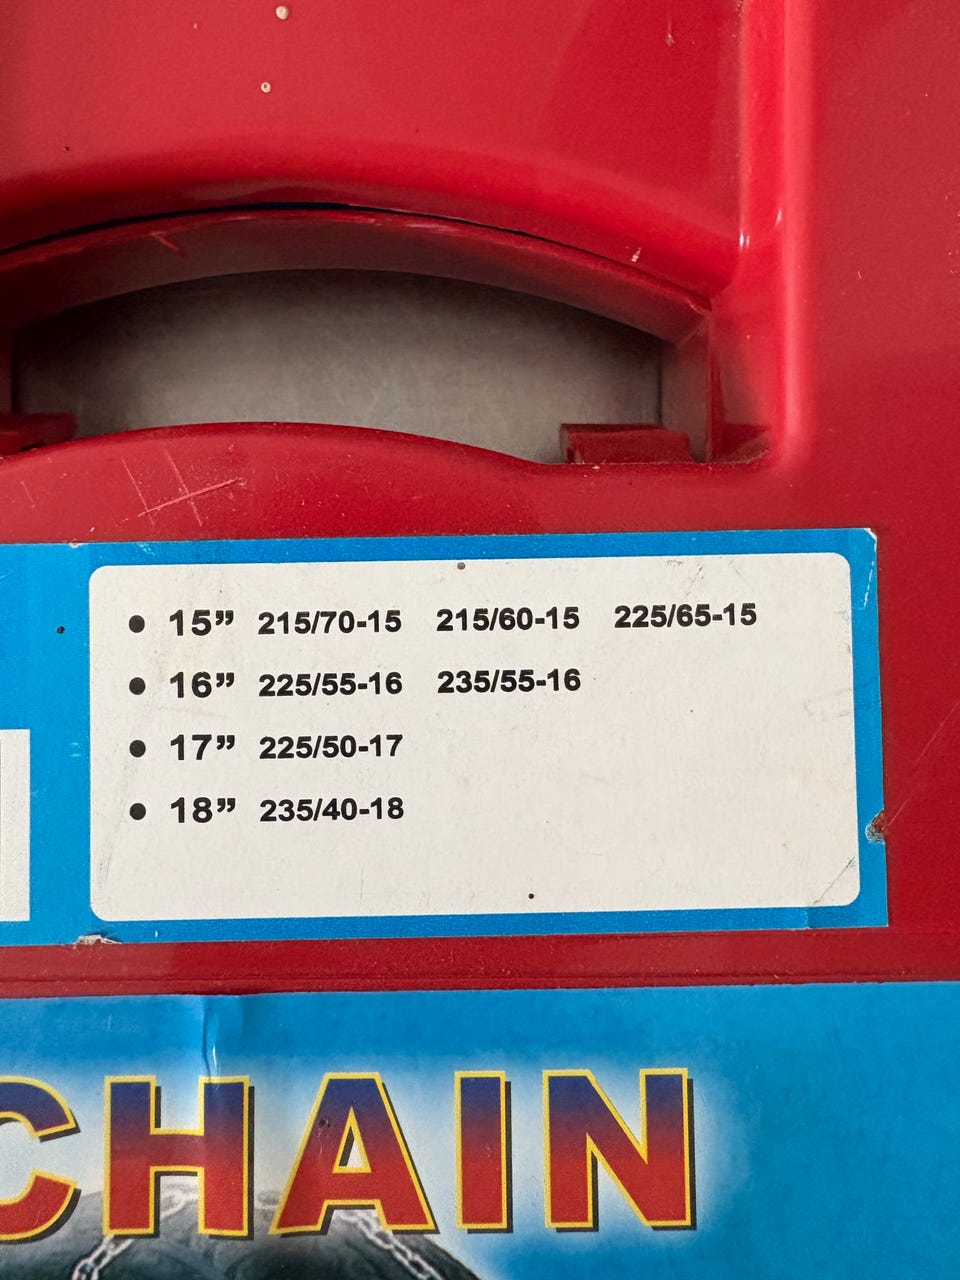 ● 15” 215/70-15 215/60-15 225/65-15
● 16” 225/55-16 235/55-16
● 17” 225/50-17
● 18” 235/40-18
CHAIN